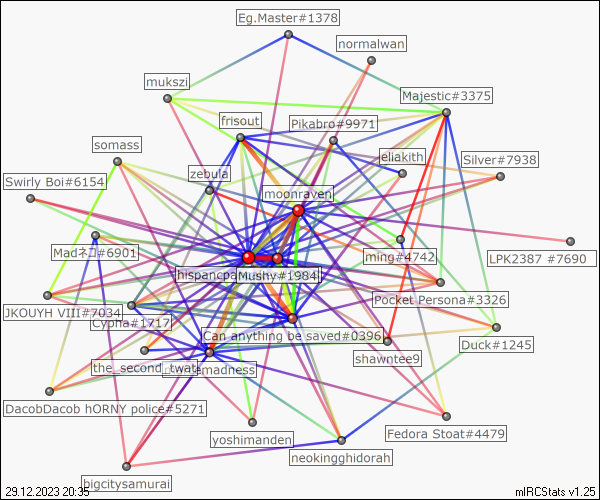 Eg.Master#1378
normalwan
mukszi
Majestic#3375
frisout
Pikabro#9971
somass
eliakith
Silver#7938
zebula
Swirly Boi#6154
moonraven
Madネコ#6901
ming#4742
LPK2387 #7690
hispancpa
Mushy#1984
JKOUYH VIII#7034
Pocket Persona#3326
Cypha#1717
Can anything be saved#0396
Duck#1245
the_second_twat
emadness
shawntee9
DacobDacob hORNY police#5271
yoshimanden
Fedora Stoat#4479
neokingghidorah
bigcitysamurai
29.12.2023 20:35
mIRCStats v1.25